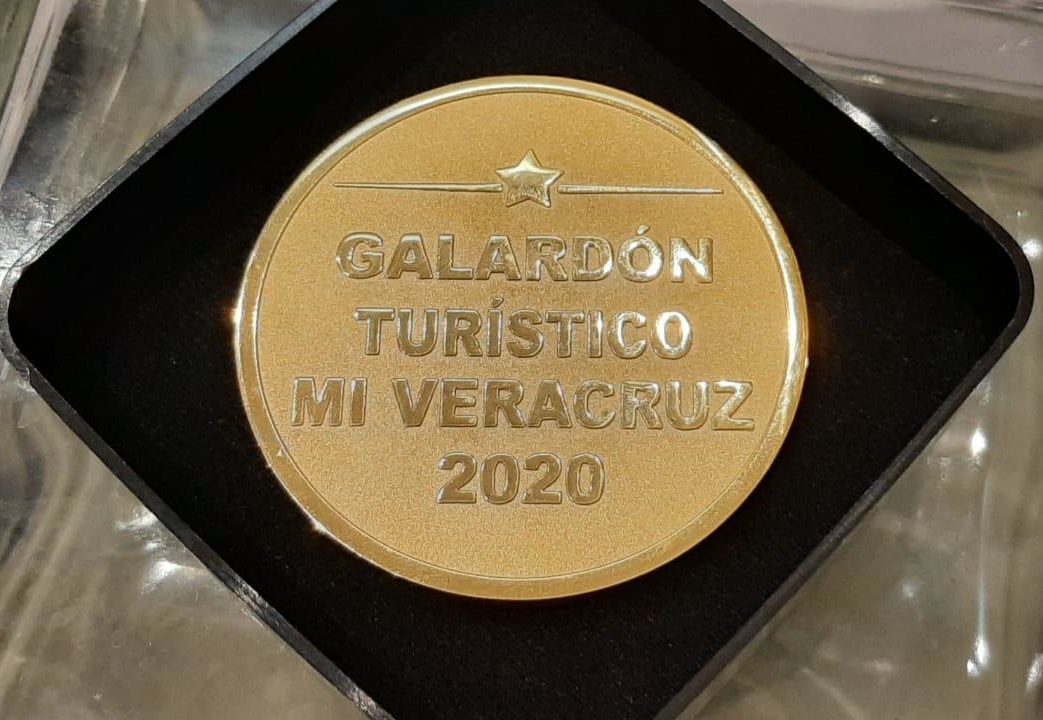 GALARDÓN
TURÍSTICO
MI VERACRUZ
2020